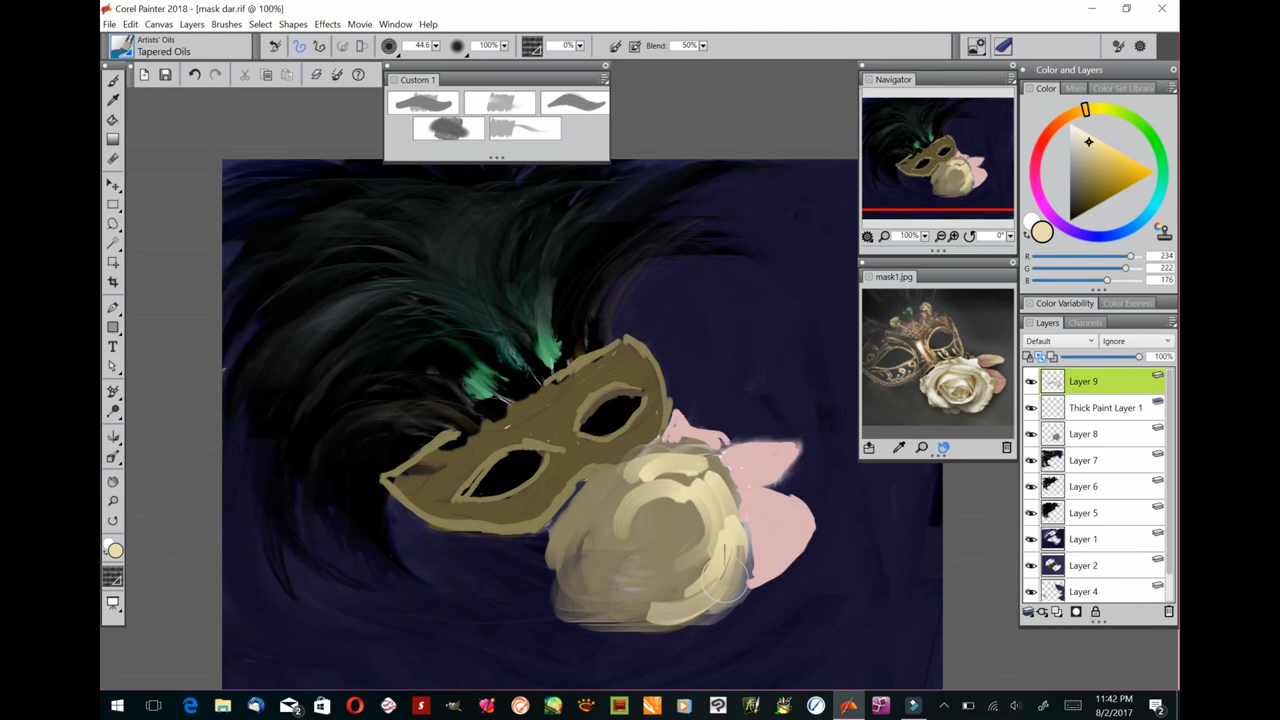 Corel Painter 2018 - [mask dar.rif @ 100%]
File Edit Canvas Layers Brushes Select Shapes Effects Movie Window Help
Artists' Oils
Tapered Oils
44.6 100% 0% Blend: 50%
Custom 1
Navigator
100% 0°
mask1.jpg
Color and Layers
Color Mixer Color Set Libraries
R 234
G 222
B 176
Color Variability Color Express
Layers Channels
Default Ignore
100%
Layer 9
Thick Paint Layer 1
Layer 8
Layer 7
Layer 6
Layer 5
Layer 1
Layer 2
Layer 4
11:42 PM
8/2/2017